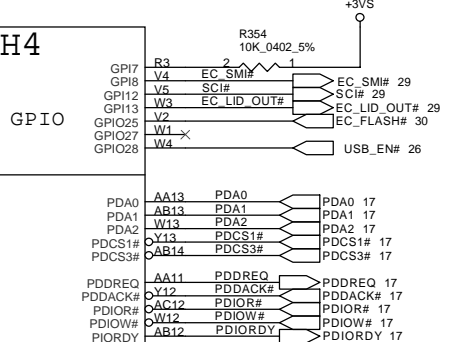 +3VS
R354
10K_0402_5%
H4
GPIO
GPI7 R3 2 1
GPI8 V4 EC_SMI# EC_SMI# 29
GPI12 V5 SCI# SCI# 29
GPI13 W3 EC_LID_OUT# EC_LID_OUT# 29
GPIO25 V2 EC_FLASH# 30
GPIO27 W1
GPIO28 W4 USB_EN# 26
PDA0 AA13 PDA0 PDA0 17
PDA1 AB13 PDA1 PDA1 17
PDA2 W13 PDA2 PDA2 17
PDCS1# Y13 PDCS1# PDCS1# 17
PDCS3# AB14 PDCS3# PDCS3# 17
PDDREQ AA11 PDDREQ PDDREQ 17
PDDACK# Y12 PDDACK# PDDACK# 17
PDIOR# AC12 PDIOR# PDIOR# 17
PDIOW# W12 PDIOW# PDIOW# 17
PIORDY AB12 PDIORDY PDIORDY 17